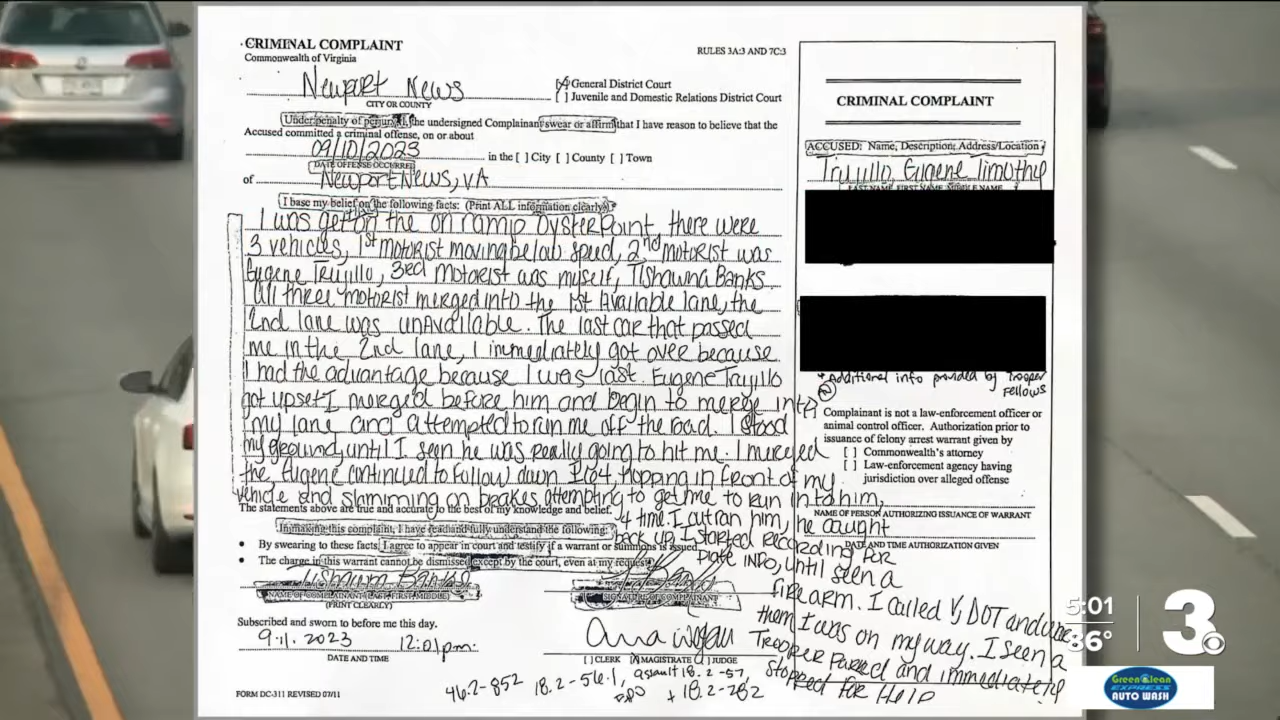 CRIMINAL COMPLAINT
Commonwealth of Virginia
RULES 3A:3 AND 7C:3
Newport News
CITY OR COUNTY
General District Court
[ ] Juvenile and Domestic Relations District Court
Under penalty of perjury, the undersigned Complainant swear or affirm that I have reason to believe that the
Accused committed a criminal offense, on or about
09/10/2023
DATE OFFENSE OCCURRED
in the [ ] City [ ] County [ ] Town
of Newport News, VA
I base my belief on the following facts: (Print ALL information clearly)
I was get on the on ramp Oyster Point, there were
3 vehicles, 1st motorist moving below speed, 2nd motorist was
Eugene Trujillo, 3rd motorist was myself, Tishawna Banks.
All three motorist merged into the 1st available lane, the
2nd lane was unavailable. The last car that passed
me in the 2nd lane, I immediately got over because
I had the advantage because I was last. Eugene Trujillo
got upset I merged before him and begin to merge into
my lane and attempted to run me off the road. I stood
my ground, until I seen he was really going to hit me. I merged
the, Eugene continued to follow down I-64, hopping in front of my
vehicle and slamming on brakes attempting to get me to run into him,
4 time. I outran him, he caught
back up, I started recording for
plate info, until seen a
firearm. I called VDOT and
them I was on my way. I seen a
Trooper parked and immediately
stopped for help
The statements above are true and accurate to the best of my knowledge and belief.
In making this complaint, I have read and fully understand the following:
• By swearing to these facts, I agree to appear in court and testify if a warrant or summons is issued.
• The charge in this warrant cannot be dismissed except by the court, even at my request.
Tishawna Banks
NAME OF COMPLAINANT (LAST, FIRST, MIDDLE)
(PRINT CLEARLY)
SIGNATURE OF COMPLAINANT
Subscribed and sworn to before me this day.
9.11.2023 12:01 p.m.
DATE AND TIME
[ ] CLERK [X] MAGISTRATE [ ] JUDGE
46.2-852 18.2-56.1, assault 18.2-57,
+ 18.2-282
FORM DC-311 REVISED 07/11
CRIMINAL COMPLAINT
ACCUSED: Name, Description, Address/Location
Trujillo, Eugene Timothy
LAST NAME, FIRST NAME, MIDDLE NAME
* Additional info provided by Trooper
Fellows
Complainant is not a law-enforcement officer or
animal control officer. Authorization prior to
issuance of felony arrest warrant given by
[ ] Commonwealth's attorney
[ ] Law-enforcement agency having
jurisdiction over alleged offense
NAME OF PERSON AUTHORIZING ISSUANCE OF WARRANT
DATE AND TIME AUTHORIZATION GIVEN
5:01
36°
3
Green Clean
EXPRESS
AUTO WASH